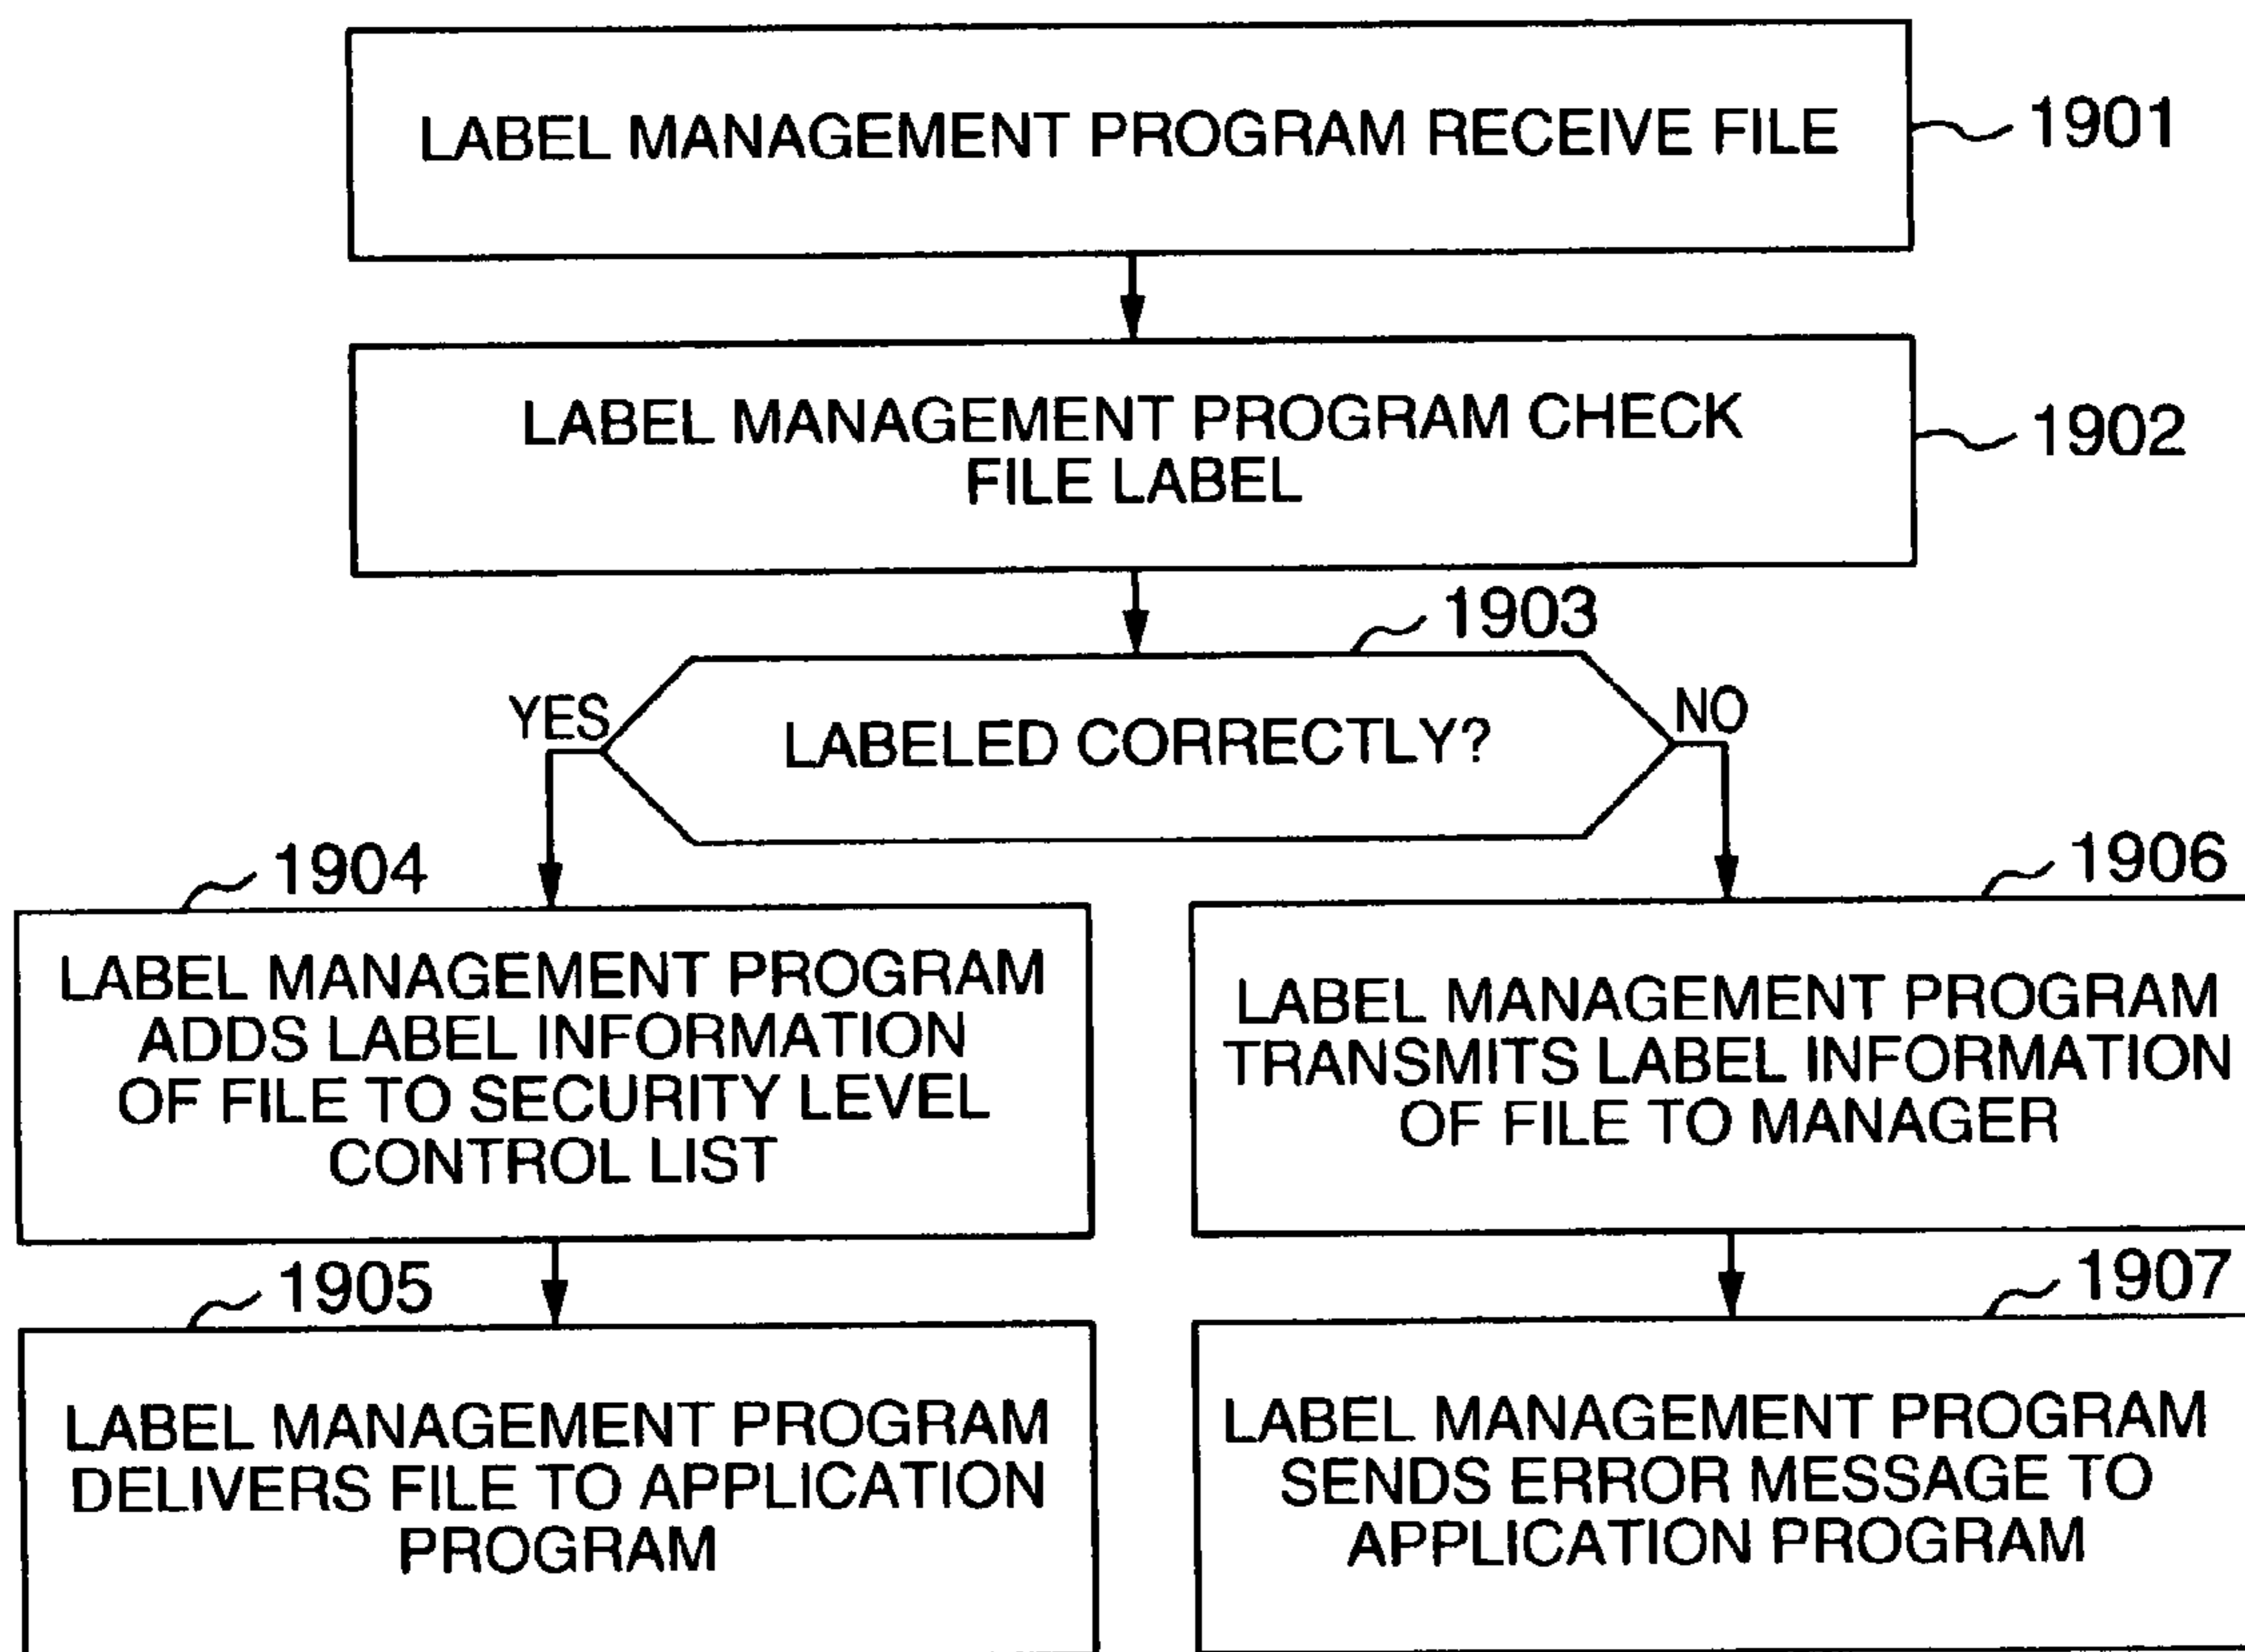 LABEL MANAGEMENT PROGRAM RECEIVE FILE
1901
LABEL MANAGEMENT PROGRAM CHECK
FILE LABEL
1902
1903
YES
LABELED CORRECTLY?
NO
1904
LABEL MANAGEMENT PROGRAM
ADDS LABEL INFORMATION
OF FILE TO SECURITY LEVEL
CONTROL LIST
1906
LABEL MANAGEMENT PROGRAM
TRANSMITS LABEL INFORMATION
OF FILE TO MANAGER
1905
LABEL MANAGEMENT PROGRAM
DELIVERS FILE TO APPLICATION
PROGRAM
1907
LABEL MANAGEMENT PROGRAM
SENDS ERROR MESSAGE TO
APPLICATION PROGRAM